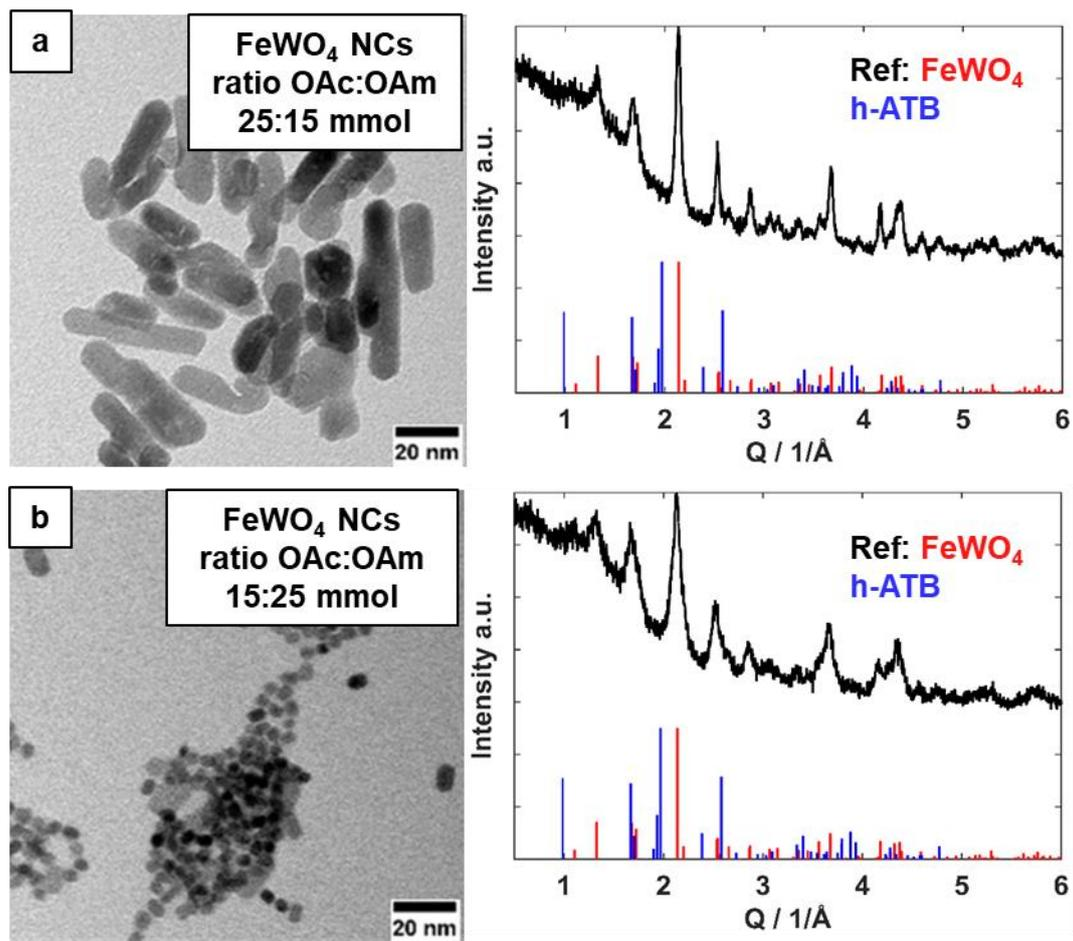 a
FeWO₄ NCs
ratio OAc:OAm
25:15 mmol
20 nm
Intensity a.u.
Ref: FeWO₄
h-ATB
1 2 3 4 5 6
Q / 1/Å
b
FeWO₄ NCs
ratio OAc:OAm
15:25 mmol
20 nm
Intensity a.u.
Ref: FeWO₄
h-ATB
1 2 3 4 5 6
Q / 1/Å